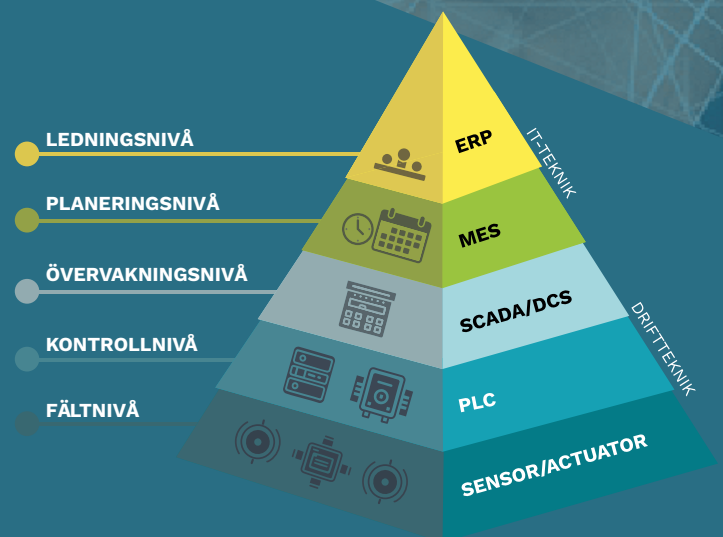 LEDNINGSNIVÅ
PLANERINGSNIVÅ
ÖVERVAKNINGSNIVÅ
KONTROLLNIVÅ
FÄLTNIVÅ
ERP
MES
SCADA/DCS
PLC
SENSOR/ACTUATOR
IT-TEKNIK
DRIFTTEKNIK